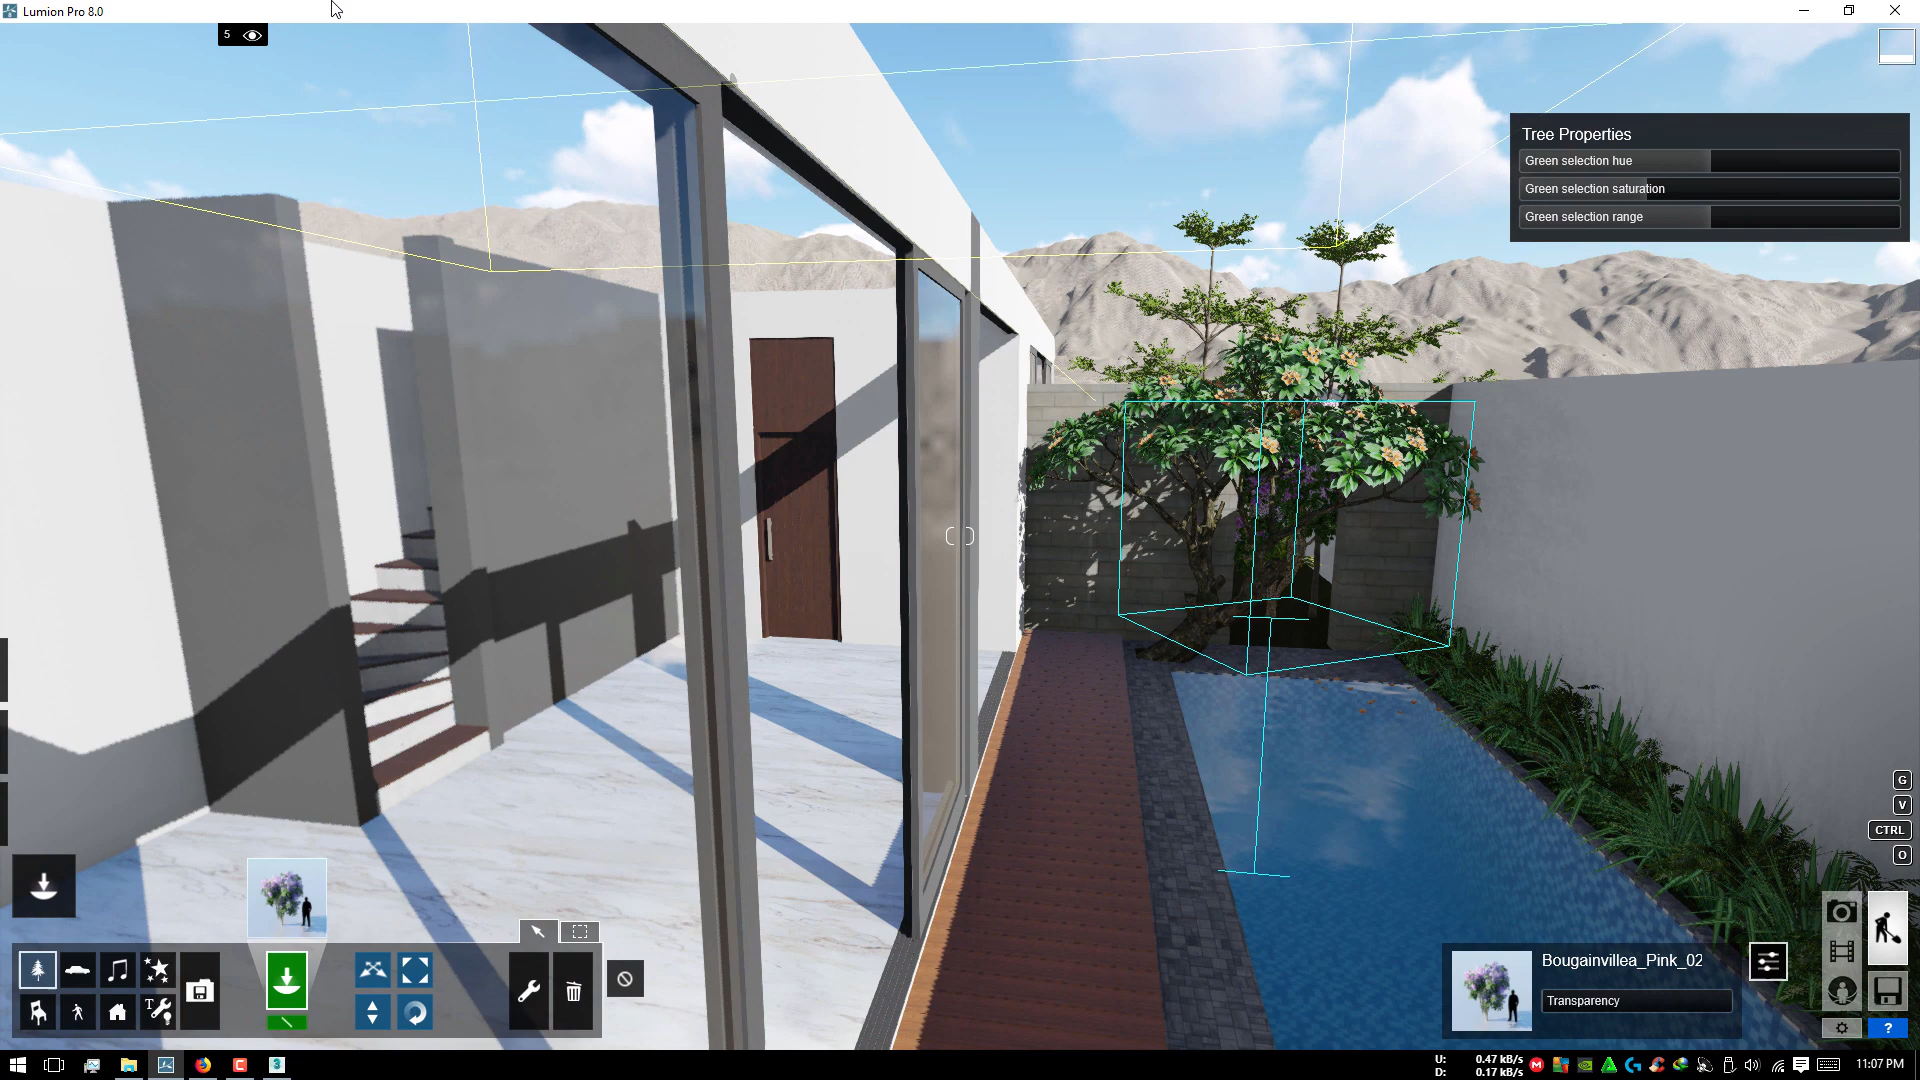 Lumion Pro 8.0
5
Tree Properties
Green selection hue
Green selection saturation
Green selection range
G
V
CTRL
O
Bougainvillea_Pink_02
Transparency
?
U: 0.47 kB/s
D: 0.17 kB/s
11:07 PM